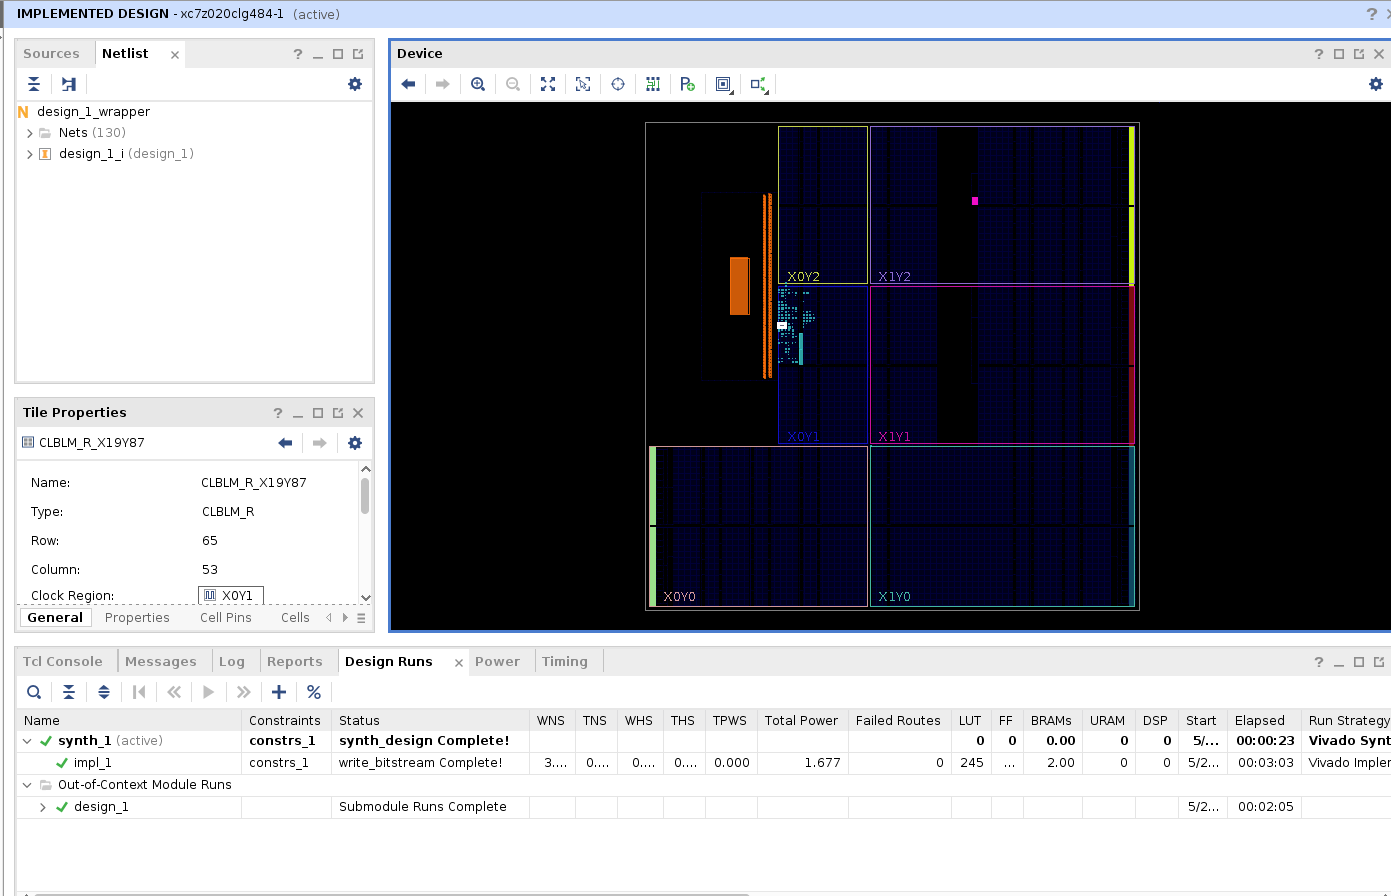 IMPLEMENTED DESIGN - xc7z020clg484-1 (active)
Sources Netlist
design_1_wrapper
Nets (130)
design_1_i (design_1)
Tile Properties
CLBLM_R_X19Y87
Name: CLBLM_R_X19Y87
Type: CLBLM_R
Row: 65
Column: 53
Clock Region: X0Y1
General Properties Cell Pins Cells
Device
X0Y2 X1Y2
X0Y1 X1Y1
X0Y0 X1Y0
Tcl Console Messages Log Reports Design Runs Power Timing
Name Constraints Status WNS TNS WHS THS TPWS Total Power Failed Routes LUT FF BRAMs URAM DSP Start Elapsed Run Strategy
synth_1 (active) constrs_1 synth_design Complete! 0 0 0.00 0 0 5/... 00:00:23 Vivado Synt
impl_1 constrs_1 write_bitstream Complete! 3.... 0.... 0.... 0.... 0.000 1.677 0 245 ... 2.00 0 0 5/2... 00:03:03 Vivado Impler
Out-of-Context Module Runs
design_1 Submodule Runs Complete 5/2... 00:02:05